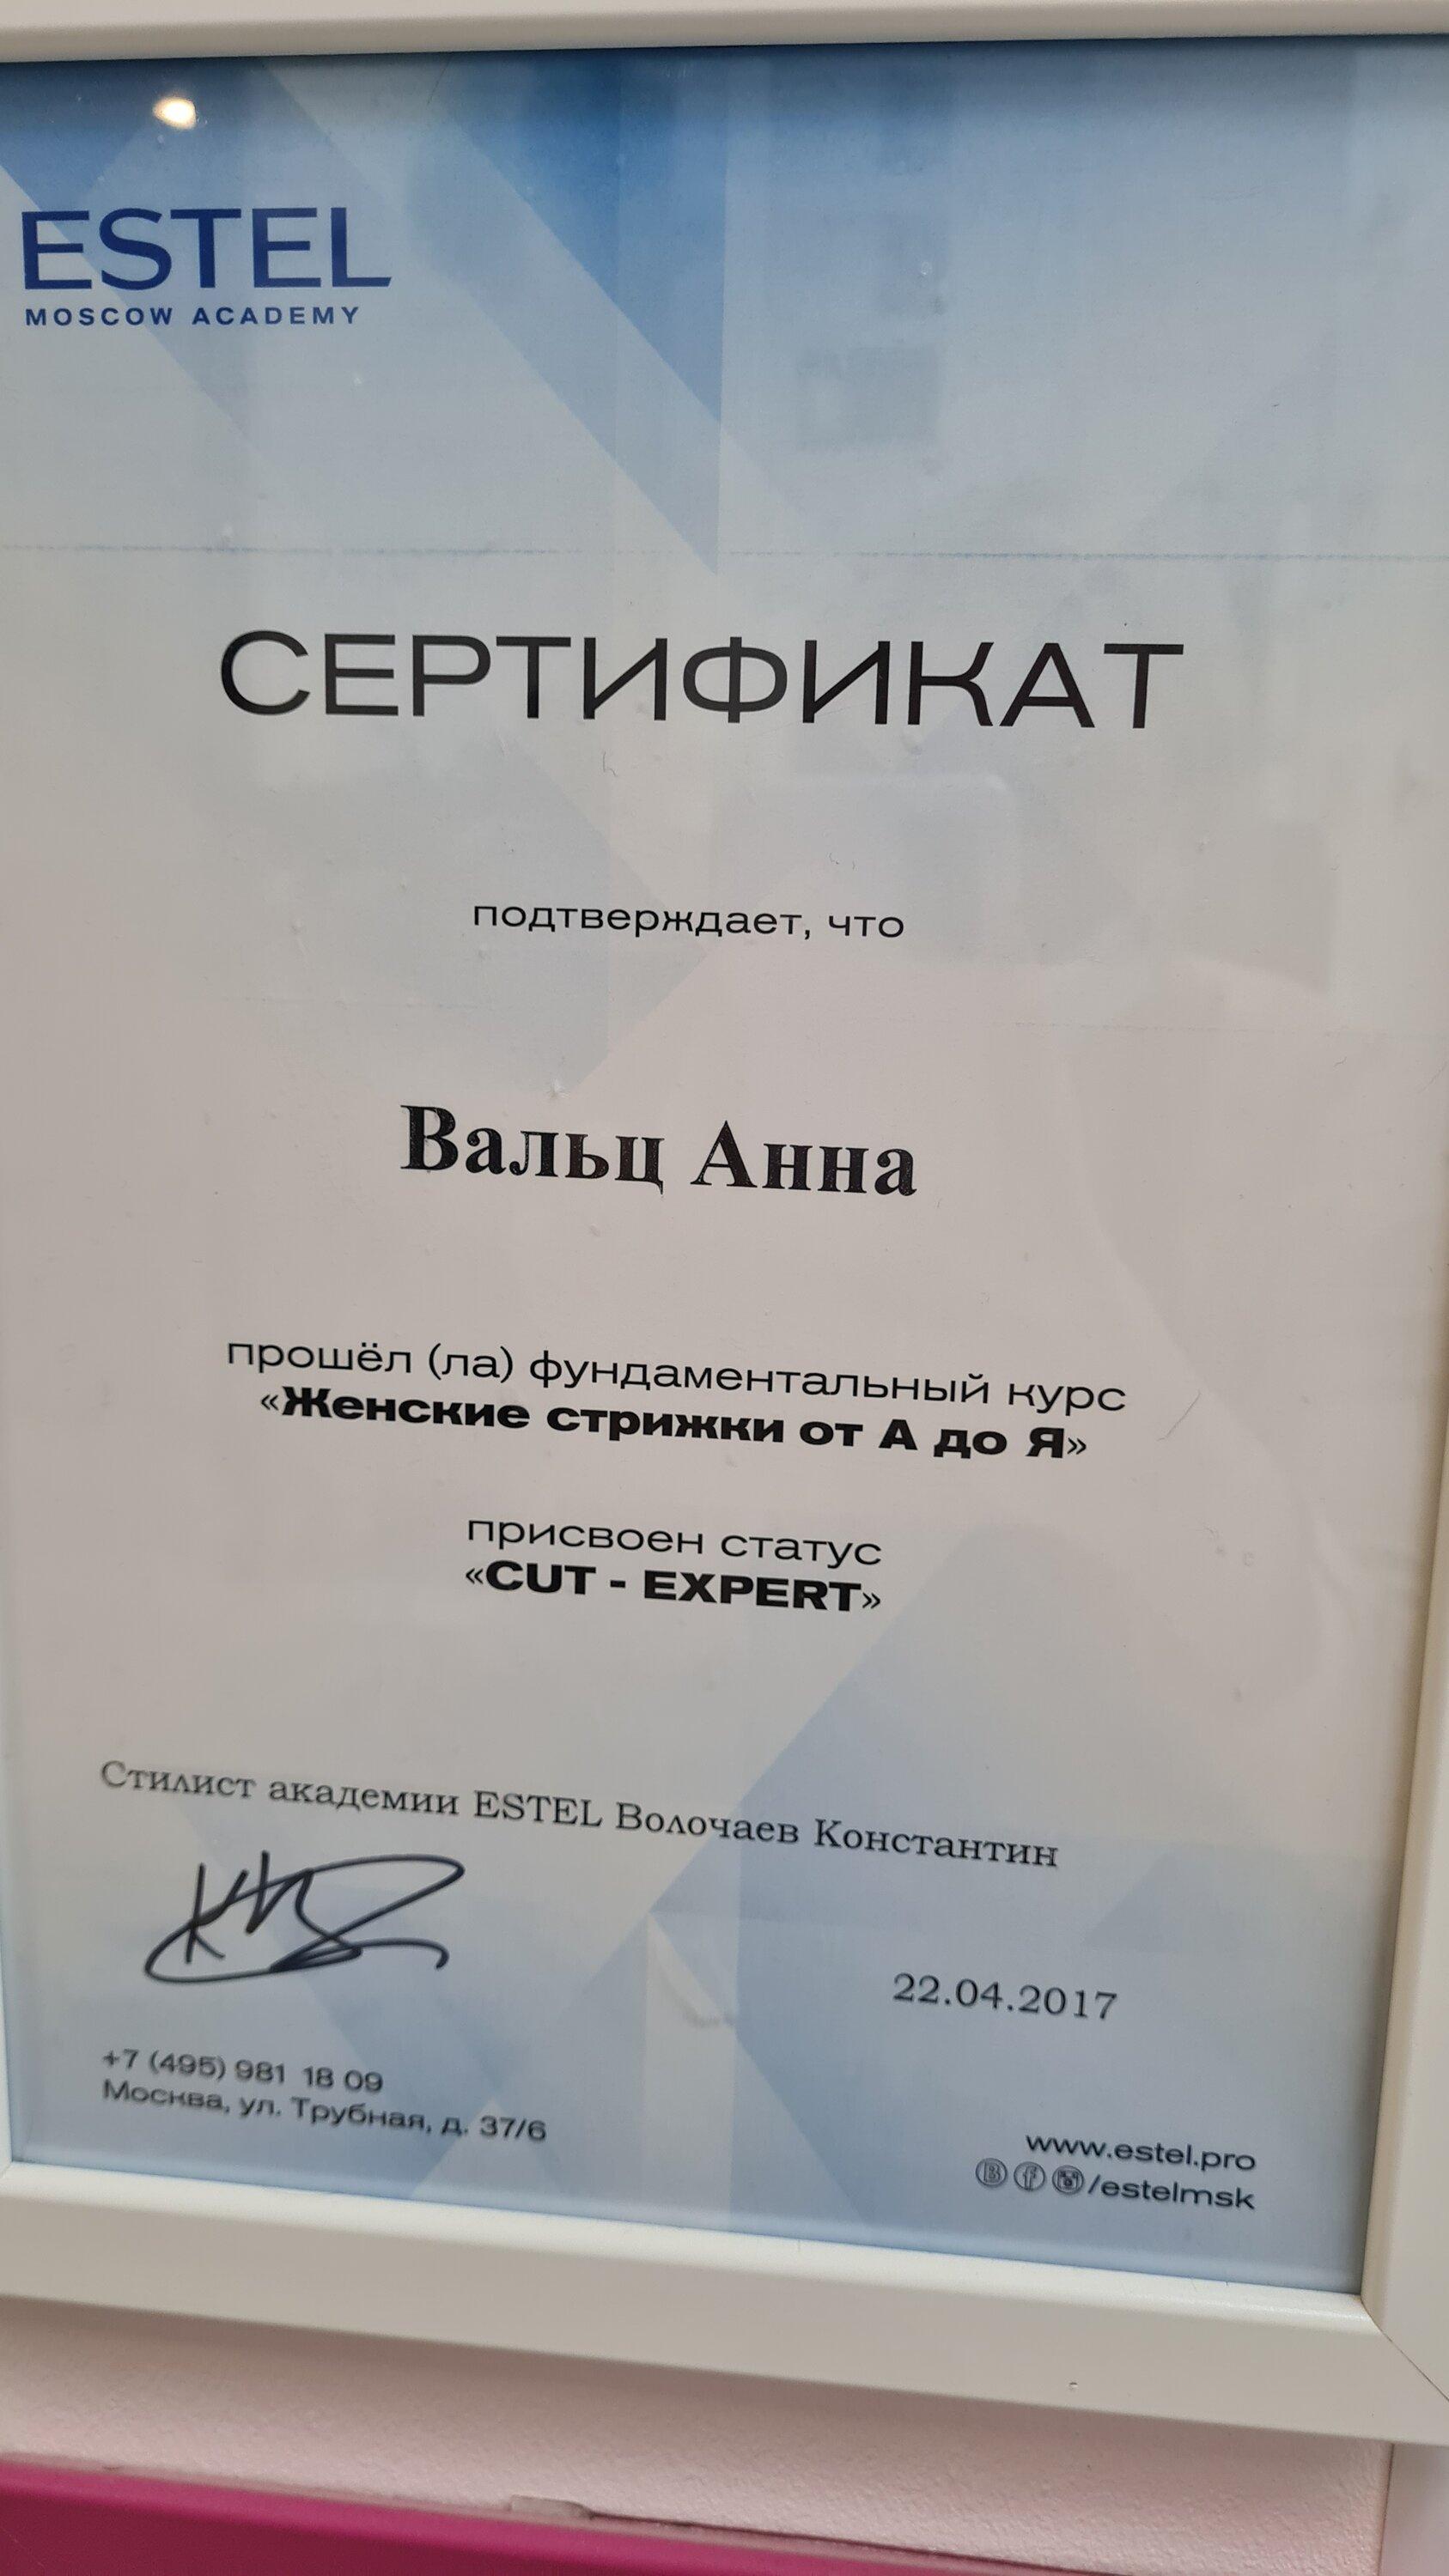 ESTEL
MOSCOW ACADEMY
СЕРТИФИКАТ
подтверждает, что
Вальц Анна
прошёл (ла) фундаментальный курс
«Женские стрижки от А до Я»
присвоен статус
«CUT - EXPERT»
Стилист академии ESTEL Волочаев Константин
22.04.2017
+7 (495) 981 18 09
Москва, ул. Трубная, д. 37/6
www.estel.pro
/estelmsk